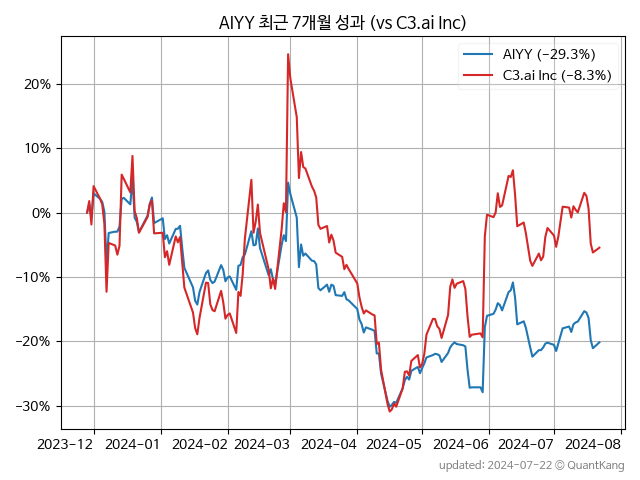 AIYY 최근 7개월 성과 (vs C3.ai Inc)
AIYY (−29.3%)
C3.ai Inc (−8.3%)
20%
10%
0%
−10%
−20%
−30%
2023-12 2024-01 2024-02 2024-03 2024-04 2024-05 2024-06 2024-07 2024-08
updated: 2024-07-22 © QuantKang